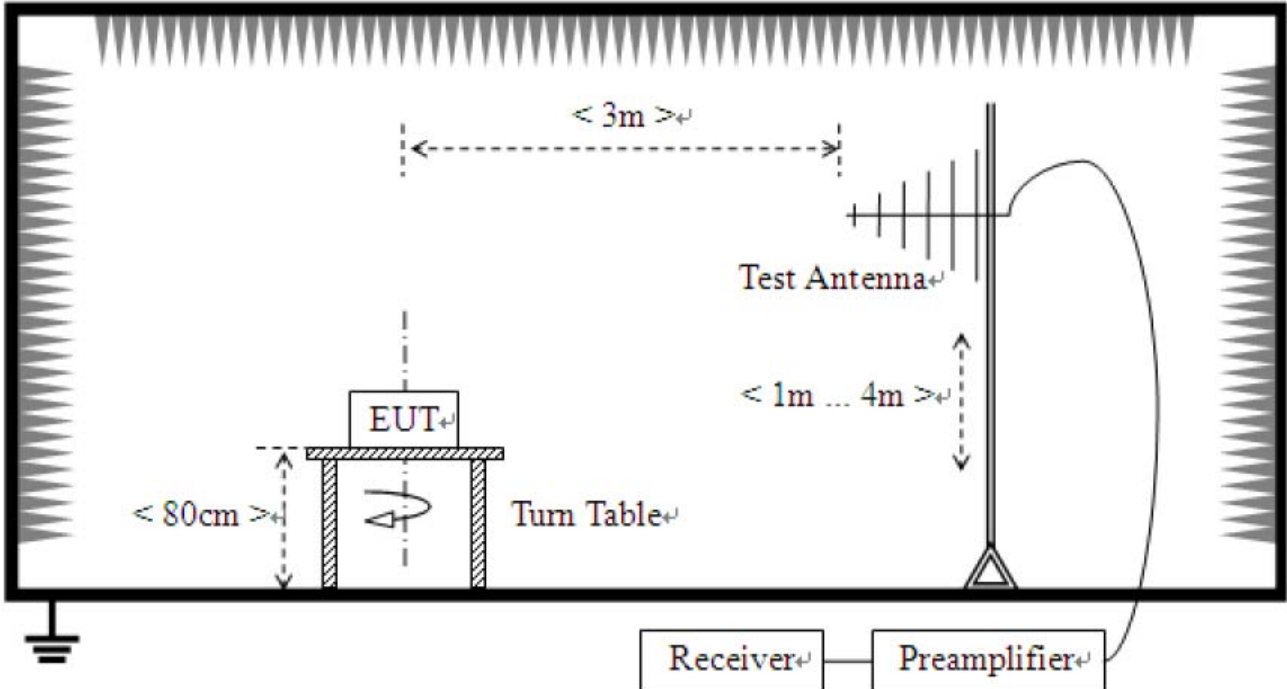 < 3m >↵
Test Antenna↵
< 1m ... 4m >↵
EUT↵
< 80cm >↵
Turn Table↵
Receiver↵
Preamplifier↵